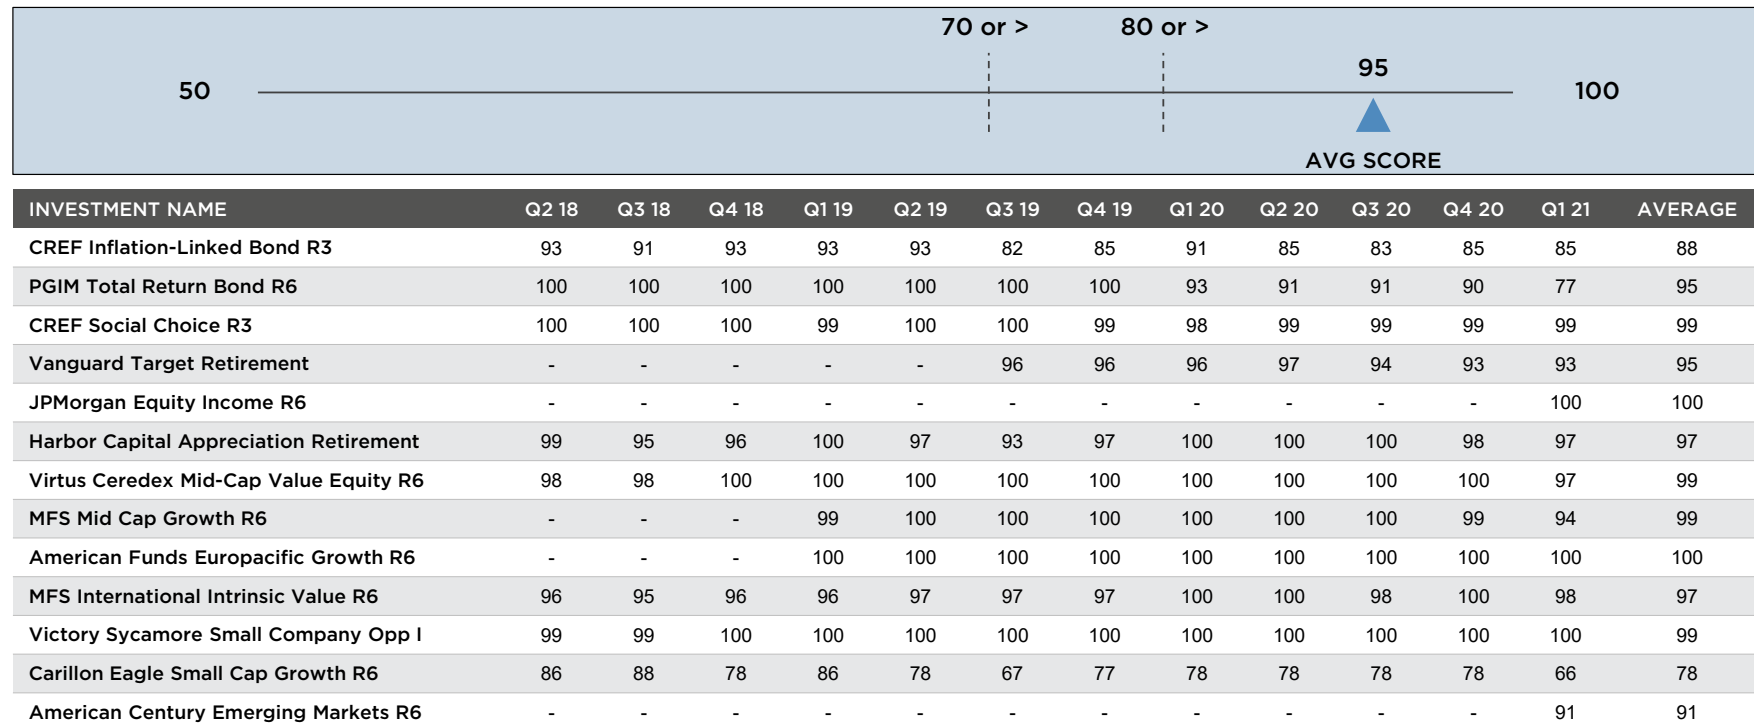 70 or > 80 or >
50 95 100
AVG SCORE
INVESTMENT NAME Q2 18 Q3 18 Q4 18 Q1 19 Q2 19 Q3 19 Q4 19 Q1 20 Q2 20 Q3 20 Q4 20 Q1 21 AVERAGE
CREF Inflation-Linked Bond R3 93 91 93 93 93 82 85 91 85 83 85 85 88
PGIM Total Return Bond R6 100 100 100 100 100 100 100 93 91 91 90 77 95
CREF Social Choice R3 100 100 100 99 100 100 99 98 99 99 99 99 99
Vanguard Target Retirement - - - - - 96 96 96 97 94 93 93 95
JPMorgan Equity Income R6 - - - - - - - - - - - 100 100
Harbor Capital Appreciation Retirement 99 95 96 100 97 93 97 100 100 100 98 97 97
Virtus Ceredex Mid-Cap Value Equity R6 98 98 100 100 100 100 100 100 100 100 100 97 99
MFS Mid Cap Growth R6 - - - 99 100 100 100 100 100 100 99 94 99
American Funds Europacific Growth R6 - - - 100 100 100 100 100 100 100 100 100 100
MFS International Intrinsic Value R6 96 95 96 96 97 97 97 100 100 98 100 98 97
Victory Sycamore Small Company Opp I 99 99 100 100 100 100 100 100 100 100 100 100 99
Carillon Eagle Small Cap Growth R6 86 88 78 86 78 67 77 78 78 78 78 66 78
American Century Emerging Markets R6 - - - - - - - - - - - 91 91